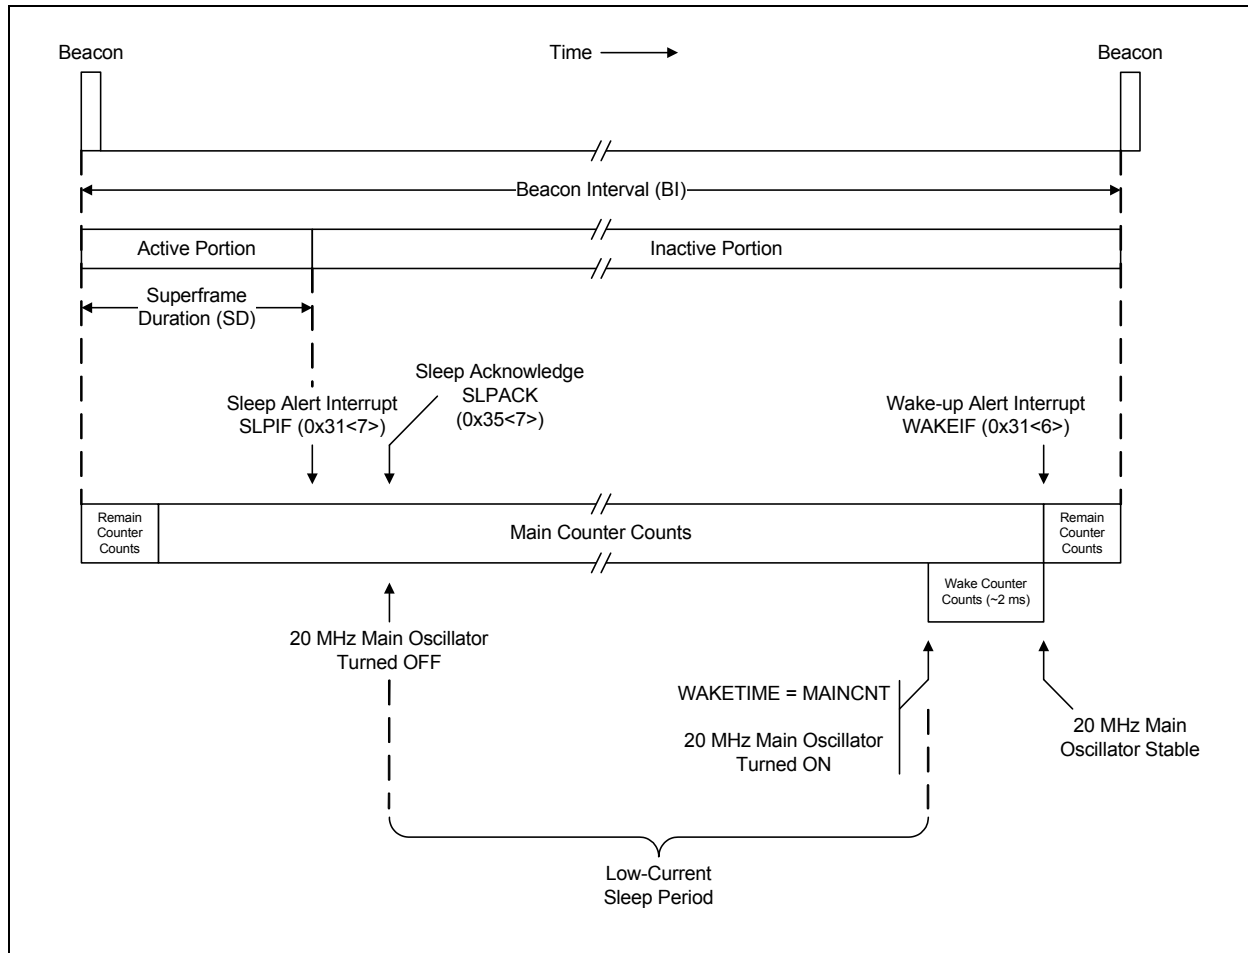 Beacon
Time
Beacon
Beacon Interval (BI)
Active Portion
Inactive Portion
Superframe
Duration (SD)
Sleep Acknowledge
SLPACK
(0x35<7>)
Sleep Alert Interrupt
SLPIF (0x31<7>)
Wake-up Alert Interrupt
WAKEIF (0x31<6>)
Remain
Counter
Counts
Main Counter Counts
Remain
Counter
Counts
Wake Counter
Counts (~2 ms)
20 MHz Main Oscillator
Turned OFF
WAKETIME = MAINCNT
20 MHz Main Oscillator
Turned ON
20 MHz Main
Oscillator Stable
Low-Current
Sleep Period